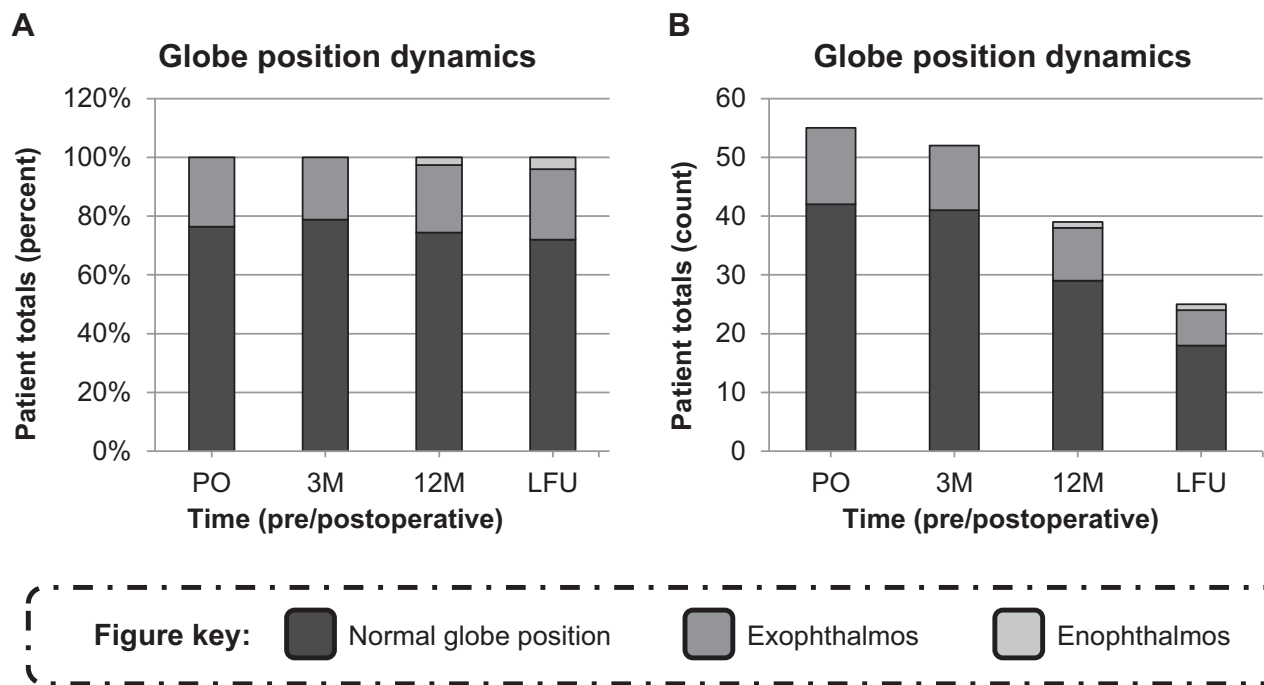 A
Globe position dynamics
Patient totals (percent)
120%
100%
80%
60%
40%
20%
0%
PO 3M 12M LFU
Time (pre/postoperative)
B
Globe position dynamics
Patient totals (count)
60
50
40
30
20
10
0
PO 3M 12M LFU
Time (pre/postoperative)
Figure key: Normal globe position Exophthalmos Enophthalmos